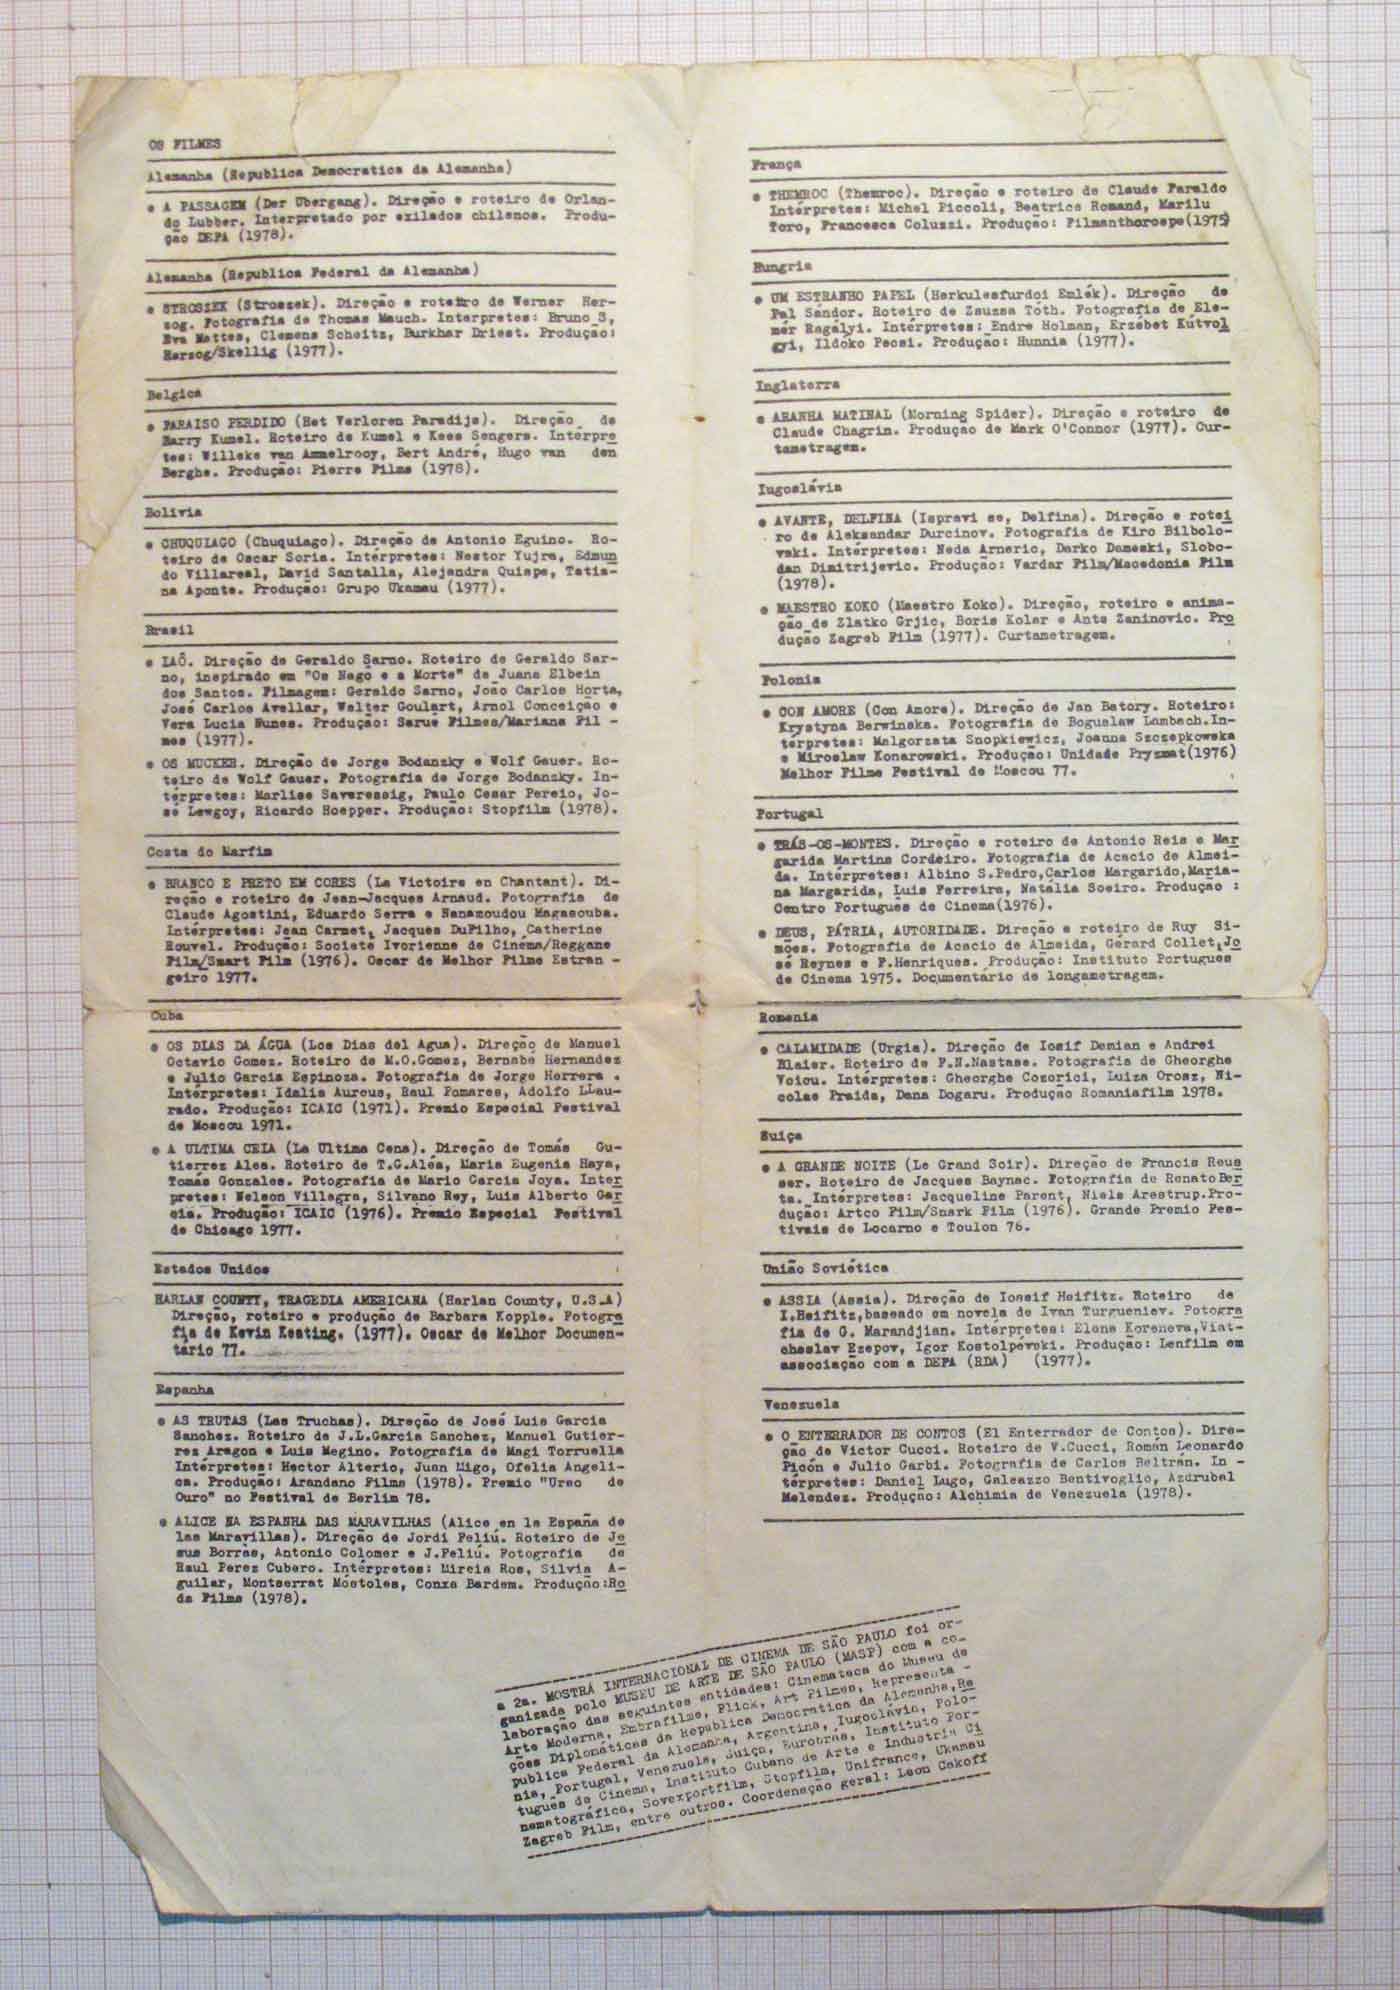 OS FILMES
Alemanha (Republica Democratica da Alemanha)
● A PASSAGEM (Der Ubergang). Direção e roteiro de Orlan-
do Lubber. Interpretado por exilados chilenos. Produ-
ção DEFA (1978).
Alemanha (Republica Federal da Alemanha)
● STROSZEK (Stroszek). Direção e roteiro de Werner Her-
zog. Fotografia de Thomas Mauch. Interpretes: Bruno S,
Eva Mattes, Clemens Scheitz, Burkhar Driest. Produção:
Herzog/Skellig (1977).
Belgica
● PARAISO PERDIDO (Het Verloren Paradijs). Direção de
Harry Kumel. Roteiro de Kumel e Kees Sengers. Intérpre
tes: Willeke van Ammelrooy, Bert André, Hugo van den
Berghe. Produção: Pierre Films (1978).
Bolivia
● CHUQUIAGO (Chuquiago). Direção de Antonio Eguino. Ro-
teiro de Oscar Soria. Intérpretes: Nestor Yujra, Edmun
do Villareal, David Santalla, Alejandra Quispe, Tatia-
na Aponte. Produção: Grupo Ukamau (1977).
Brasil
● IAÔ. Direção de Geraldo Sarno. Roteiro de Geraldo Sar-
no, inspirado em "Os Nagô e a Morte" de Juana Elbein
dos Santos. Filmagem: Geraldo Sarno, João Carlos Horta,
José Carlos Avellar, Walter Goulart, Arnol Conceição e
Vera Lucia Nunes. Produção: Saruê Filmes/Mariana Fil -
mes (1977).
● OS MUCKER. Direção de Jorge Bodansky e Wolf Gauer. Ro-
teiro de Wolf Gauer. Fotografia de Jorge Bodanzky. In-
térpretes: Marlise Saveressig, Paulo Cesar Pereio, Jo-
sé Lewgoy, Ricardo Hoepper. Produção: Stopfilm (1978).
Costa do Marfim
● BRANCO E PRETO EM CORES (La Victoire en Chantant). Di-
reção e roteiro de Jean-Jacques Arnaud. Fotografia de
Claude Agostini, Eduardo Serra e Nanamoudou Magassouba.
Intérpretes: Jean Carmet, Jacques DuFilho, Catherine
Rouvel. Produção: Societé Ivorienne de Cinéma/Reggane
Film/Smart Film (1976). Oscar de Melhor Filme Estran -
geiro 1977.
Cuba
● OS DIAS DA ÁGUA (Los Dias del Agua). Direção de Manuel
Octavio Gomez. Roteiro de M.O.Gomez, Bernabe Hernandez
e Julio Garcia Espinoza. Fotografia de Jorge Herrera .
Intérpretes: Idalia Aureus, Raul Pomares, Adolfo LLau-
rado. Produção: ICAIC (1971). Premio Especial Festival
de Moscou 1971.
● A ULTIMA CEIA (La Ultima Cena). Direção de Tomás Gu-
tierrez Alea. Roteiro de T.G.Aléa, Maria Eugenia Haya,
Tomás Gonzales. Fotografia de Mario Garcia Joya. Inter
pretes: Nelson Villagra, Silvano Rey, Luis Alberto Gar
cia. Produção: ICAIC (1976). Premio Especial Festival
de Chicago 1977.
Estados Unidos
HARLAN COUNTY, TRAGEDIA AMERICANA (Harlan County, U.S.A)
Direção, roteiro e produção de Barbara Kopple. Fotogra
fia de Kevin Keating. (1977). Oscar de Melhor Documen-
tário 77.
Espanha
● AS TRUTAS (Las Truchas). Direção de José Luis Garcia
Sanchez. Roteiro de J.L.Garcia Sanchez, Manuel Gutier-
rez Aragon e Luis Megino. Fotografia de Magi Torruella
Intérpretes: Hector Alterio, Juan Migo, Ofelia Angeli-
ca. Produção: Arandano Films (1978). Premio "Urso de
Ouro" no Festival de Berlim 78.
● ALICE NA ESPANHA DAS MARAVILHAS (Alice en la España de
las Maravillas). Direção de Jordi Feliú. Roteiro de Je
sus Borràs, Antonio Colomer e J.Feliú. Fotografia de
Raul Perez Cubero. Intérpretes: Mircia Ros, Silvia A-
guilar, Montserrat Móstoles, Conxa Bardem. Produção:Ro
da Films (1978).
França
● THEMROC (Themroc). Direção e roteiro de Claude Faraldo
Intérpretes: Michel Piccoli, Beatrice Romand, Marilu
Toro, Francesca Coluzzi. Produção: Filmanthoroape(1975)
Hungria
● UM ESTRANHO PAPEL (Herkulesfurdoi Emlék). Direção de
Pal Sándor. Roteiro de Zsuzsa Tóth. Fotografia de Ele-
mér Ragályi. Intérpretes: Endre Holman, Erzébet Kútvol
gyi, Ildoko Pecsi. Produção: Hunnia (1977).
Inglaterra
● ARANHA MATINAL (Morning Spider). Direção e roteiro de
Claude Chagrin. Produção de Mark O'Connor (1977). Cur-
tametragem.
Iugoslávia
● AVANTE, DELFINA (Ispravi se, Delfina). Direção e rotei
ro de Aleksandar Durcinov. Fotografia de Kiro Bilbolo-
vski. Intérpretes: Neda Arneric, Darko Dameski, Slobo-
dan Dimitrijevic. Produção: Vardar Film/Macedonia Film
(1978).
● MAESTRO KOKO (Maestro Koko). Direção, roteiro e anima-
ção de Zlatko Grjic, Boris Kolar e Ante Zaninovic. Pro
dução Zagreb Film (1977). Curtametragem.
Polonia
● CON AMORE (Con Amore). Direção de Jan Batory. Roteiro:
Krystyna Berwinska. Fotografia de Boguslaw Lambach.In-
térpretes: Malgorzata Snopkiewicz, Joanna Szczepkowska
e Miroslaw Konarowski. Produção: Unidade Pryzmat(1976)
Melhor Filme Festival de Moscou 77.
Portugal
● TRÁS-OS-MONTES. Direção e roteiro de Antonio Reis e Mar
garida Martins Cordeiro. Fotografia de Acacio de Almei-
da. Intérpretes: Albino S.Pedro,Carlos Margarido,Maria-
na Margarida, Luis Ferreira, Natália Soeiro. Produção :
Centro Português de Cinema(1976).
● DEUS, PÁTRIA, AUTORIDADE. Direção e roteiro de Ruy Si-
mões. Fotografia de Acacio de Almeida, Gerard Collet,Jo
sé Reynes e F.Henriques. Produção: Instituto Portugues
de Cinema 1975. Documentário de longametragem.
Romenia
● CALAMIDADE (Urgia). Direção de Iosif Demian e Andrei
Blaier. Roteiro de F.N.Nastase. Fotografia de Gheorghe
Voicu. Intérpretes: Gheorghe Cozorici, Luiza Orosz, Ni-
colae Praida, Dana Dogaru. Produção Romaniafilm 1978.
Suiça
● A GRANDE NOITE (Le Grand Soir). Direção de Francis Reus
ser. Roteiro de Jacques Baynac. Fotografia de Renato Ber
ta. Intérpretes: Jacqueline Parent, Niels Arestrup.Pro-
dução: Artco Film/Snark Film (1976). Grande Premio Fes-
tivais de Locarno e Toulon 76.
União Soviética
● ASSIA (Assia). Direção de Iossif Heifitz. Roteiro de
I.Heifitz,baseado em novela de Ivan Turgueniev. Fotogra
fia de G. Marandjian. Intérpretes: Elena Koreneva,Viat-
cheslav Ezepov, Igor Kostolpevski. Produção: Lenfilm em
associação com a DEFA (RDA) (1977).
Venezuela
● O ENTERRADOR DE CONTOS (El Enterrador de Contos). Dire-
ção de Victor Cucci. Roteiro de V.Cucci, Román Leonardo
Picón e Julio Garbi. Fotografia de Carlos Beltrán. In -
térpretes: Daniel Lugo, Galeazzo Bentivoglio, Azdrubal
Melendez. Produção: Alchimia de Venezuela (1978).
a 2a. MOSTRA INTERNACIONAL DE CINEMA DE SÃO PAULO foi or-
ganizada pelo MUSEU DE ARTE DE SÃO PAULO (MASP) com a co-
laboração das seguintes entidades: Cinemateca do Museu de
Arte Moderna, Embrafilme, Flick, Art Filmes, Representa -
ções Diplomáticas da Republica Democratica da Alemanha,Re
publica Federal da Alemanha, Argentina, Iugoslávia, Polo-
nia, Portugal, Venezuela, Suiça, Eurobrás, Instituto Por-
tuguês de Cinema, Instituto Cubano de Arte e Industria Ci
nematográfica, Sovexportfilm, Stopfilm, Unifrance, Ukamau
Zagreb Film, entre outros. Coordenação geral: Leon Cakoff